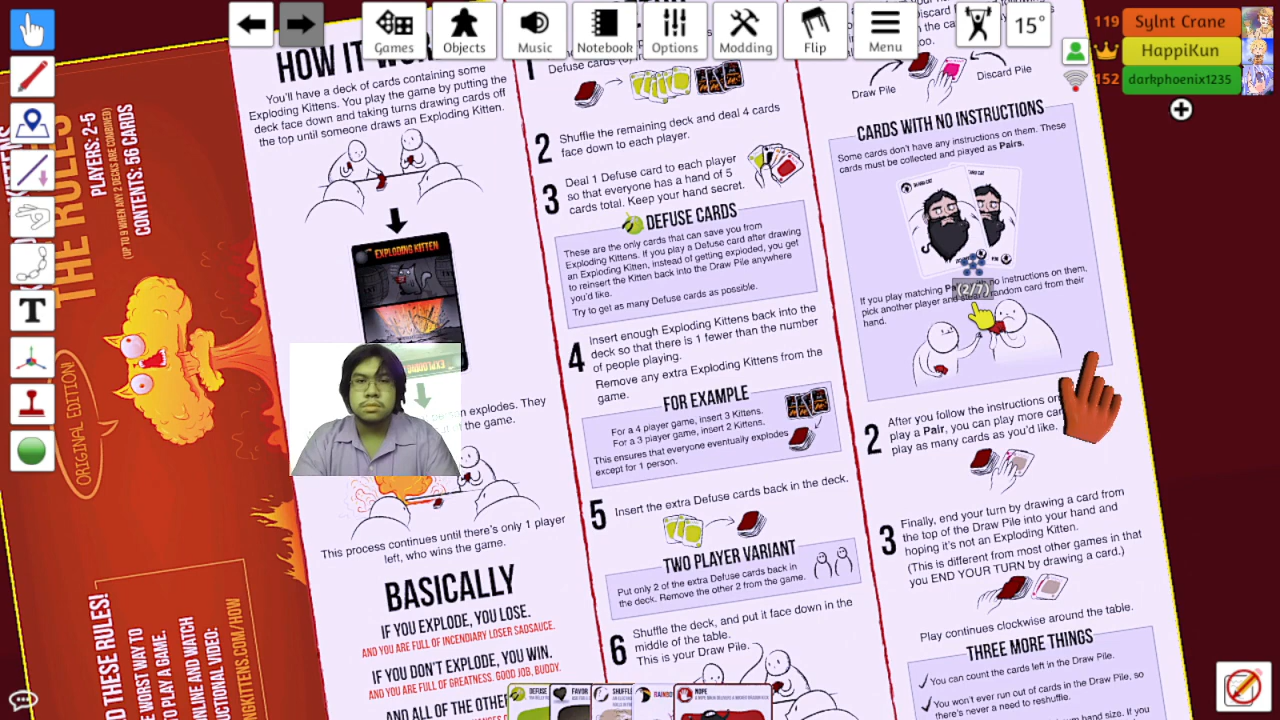 Games
Objects
Music
Notebook
Options
Modding
Flip
Menu
15°
119
Sylnt Crane
HappiKun
152
darkphoenix1235
THE RULES
PLAYERS: 2-5
(UP TO 9 WHEN ANY 2 DECKS ARE COMBINED)
CONTENTS: 56 CARDS
ORIGINAL EDITION!
THESE RULES!
WORST WAY TO
TO PLAY A GAME.
AND WATCH
VIDEO:
HOW IT
You'll have a deck of cards containing some
Exploding Kittens. You play the game by putting the
deck face down and taking turns drawing cards off
the top until someone draws an Exploding Kitten.
EXPLODING KITTEN
explodes. They
the game.
This process continues until there's only 1 player
left, who wins the game.
BASICALLY
IF YOU EXPLODE, YOU LOSE.
AND YOU ARE FULL OF INCENDIARY LOSER SADSAUCE.
IF YOU DON'T EXPLODE, YOU WIN.
AND YOU ARE FULL OF GREATNESS. GOOD JOB, BUDDY.
AND ALL OF THE OTHER
1
Defuse cards
2
Shuffle the remaining deck and deal 4 cards
face down to each player.
3
Deal 1 Defuse card to each player
so that everyone has a hand of 5
cards total. Keep your hand secret.
DEFUSE CARDS
These are the only cards that can save you from
Exploding Kittens. If you play a Defuse card after drawing
an Exploding Kitten, instead of getting exploded, you get
to reinsert the Kitten back into the Draw Pile anywhere
you'd like.
Try to get as many Defuse cards as possible.
4
Insert enough Exploding Kittens back into the
deck so that there is 1 fewer than the number
of people playing.
Remove any extra Exploding Kittens from the
game.
FOR EXAMPLE
For a 4 player game, insert 3 Kittens.
For a 3 player game, insert 2 Kittens.
This ensures that everyone eventually explodes
except for 1 person.
5
Insert the extra Defuse cards back in the deck.
TWO PLAYER VARIANT
Put only 2 of the extra Defuse cards back in
the deck. Remove the other 2 from the game.
6
Shuffle the deck, and put it face down in the
middle of the table.
This is your Draw Pile.
Draw Pile
Discard Pile
CARDS WITH NO INSTRUCTIONS
Some cards don't have any instructions on them. These
cards must be collected and played as Pairs.
(2/7)
If you play matching no instructions on them,
pick another player and random card from their
hand.
2
After you follow the instructions
play a Pair, you can play more
play as many cards as you'd like.
3
Finally, end your turn by drawing a card from
the top of the Draw Pile into your hand and
hoping it's not an Exploding Kitten.
(This is different from most other games in that
you END YOUR TURN by drawing a card.)
Play continues clockwise around the table.
THREE MORE THINGS
You can count the cards left in the Draw Pile.
You won't ever run out of cards in the Draw Pile, so
there's never a need to reshuffle.
hand size. If you
DEFUSE
FAVOR
SHUFFLE
NOPE